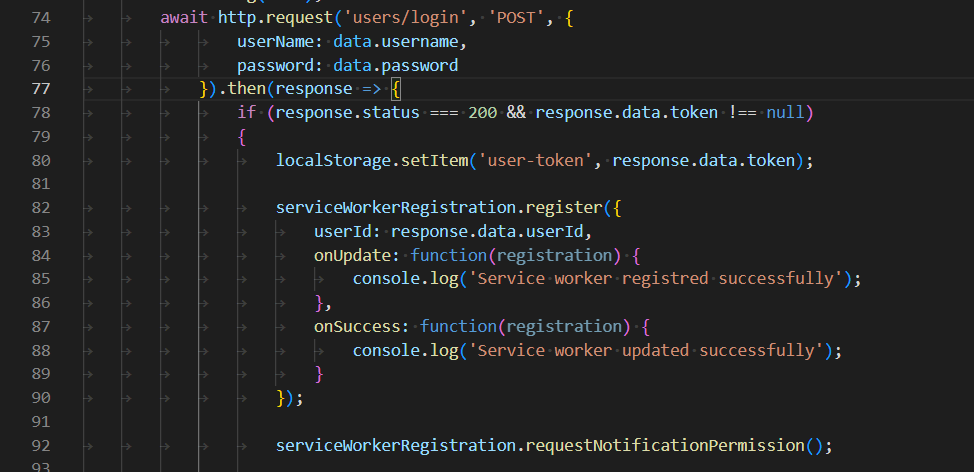 74 await http.request('users/login', 'POST', {
75 userName: data.username,
76 password: data.password
77 }).then(response => {
78 if (response.status === 200 && response.data.token !== null)
79 {
80 localStorage.setItem('user-token', response.data.token);
81
82 serviceWorkerRegistration.register({
83 userId: response.data.userId,
84 onUpdate: function(registration) {
85 console.log('Service worker registred successfully');
86 },
87 onSuccess: function(registration) {
88 console.log('Service worker updated successfully');
89 }
90 });
91
92 serviceWorkerRegistration.requestNotificationPermission();
93